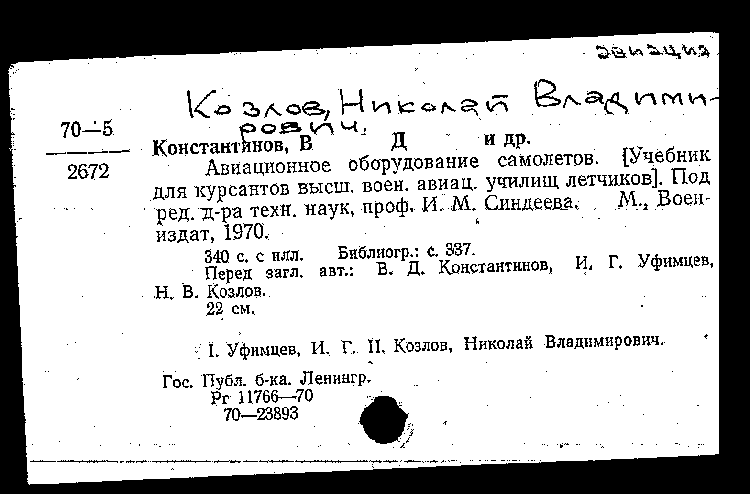 авиация
Козлов, Николай Владими-
рович.
70—5
2672
Константинов, В Д и др.
Авиационное оборудование самолетов. [Учебник
для курсантов высш. воен. авиац. училищ летчиков]. Под
ред. д-ра техн. наук, проф. И. М. Синдеева. М., Воен-
издат, 1970.
340 с. с илл. Библиогр.: с. 337.
Перед загл. авт.: В. Д. Константинов, И. Г. Уфимцев,
Н. В. Козлов.
22 см.
I. Уфимцев, И. Г. II. Козлов, Николай Владимирович.
Гос. Публ. б-ка. Ленингр.
Рг 11766—70
70—23893